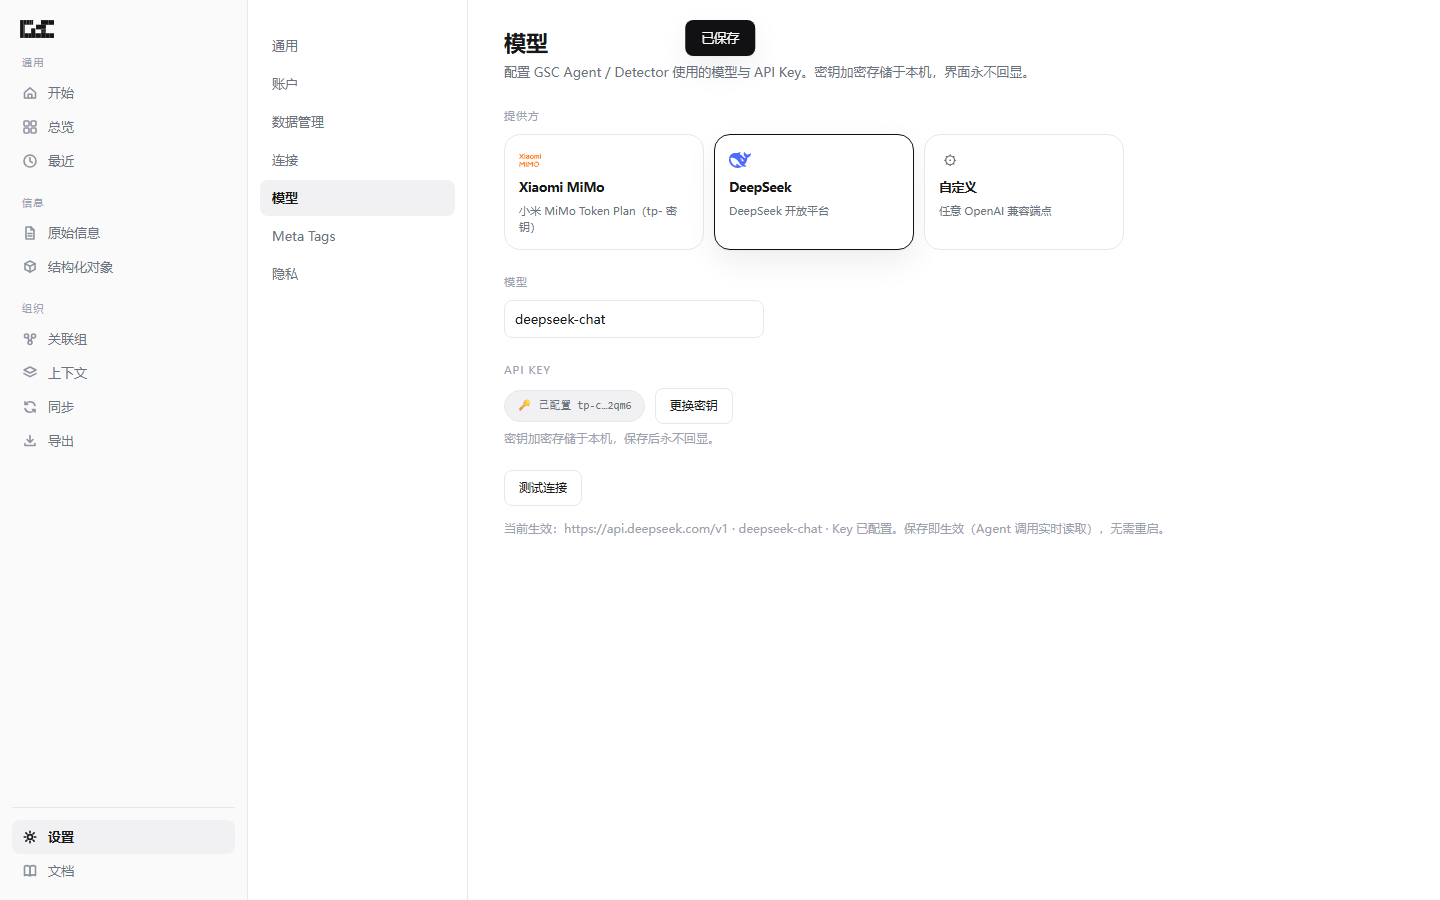 GSC
通用
开始
总览
最近
信息
原始信息
结构化对象
组织
关联组
上下文
同步
导出
设置
文档
通用
账户
数据管理
连接
模型
Meta Tags
隐私
已保存
模型
配置 GSC Agent / Detector 使用的模型与 API Key。密钥加密存储于本机，界面永不回显。
提供方
Xiaomi
MiMO
Xiaomi MiMo
小米 MiMo Token Plan（tp- 密
钥）
DeepSeek
DeepSeek 开放平台
自定义
任意 OpenAI 兼容端点
模型
deepseek-chat
API KEY
已配置 tp-c…2qm6
更换密钥
密钥加密存储于本机，保存后永不回显。
测试连接
当前生效：https://api.deepseek.com/v1 · deepseek-chat · Key 已配置。保存即生效（Agent 调用实时读取），无需重启。